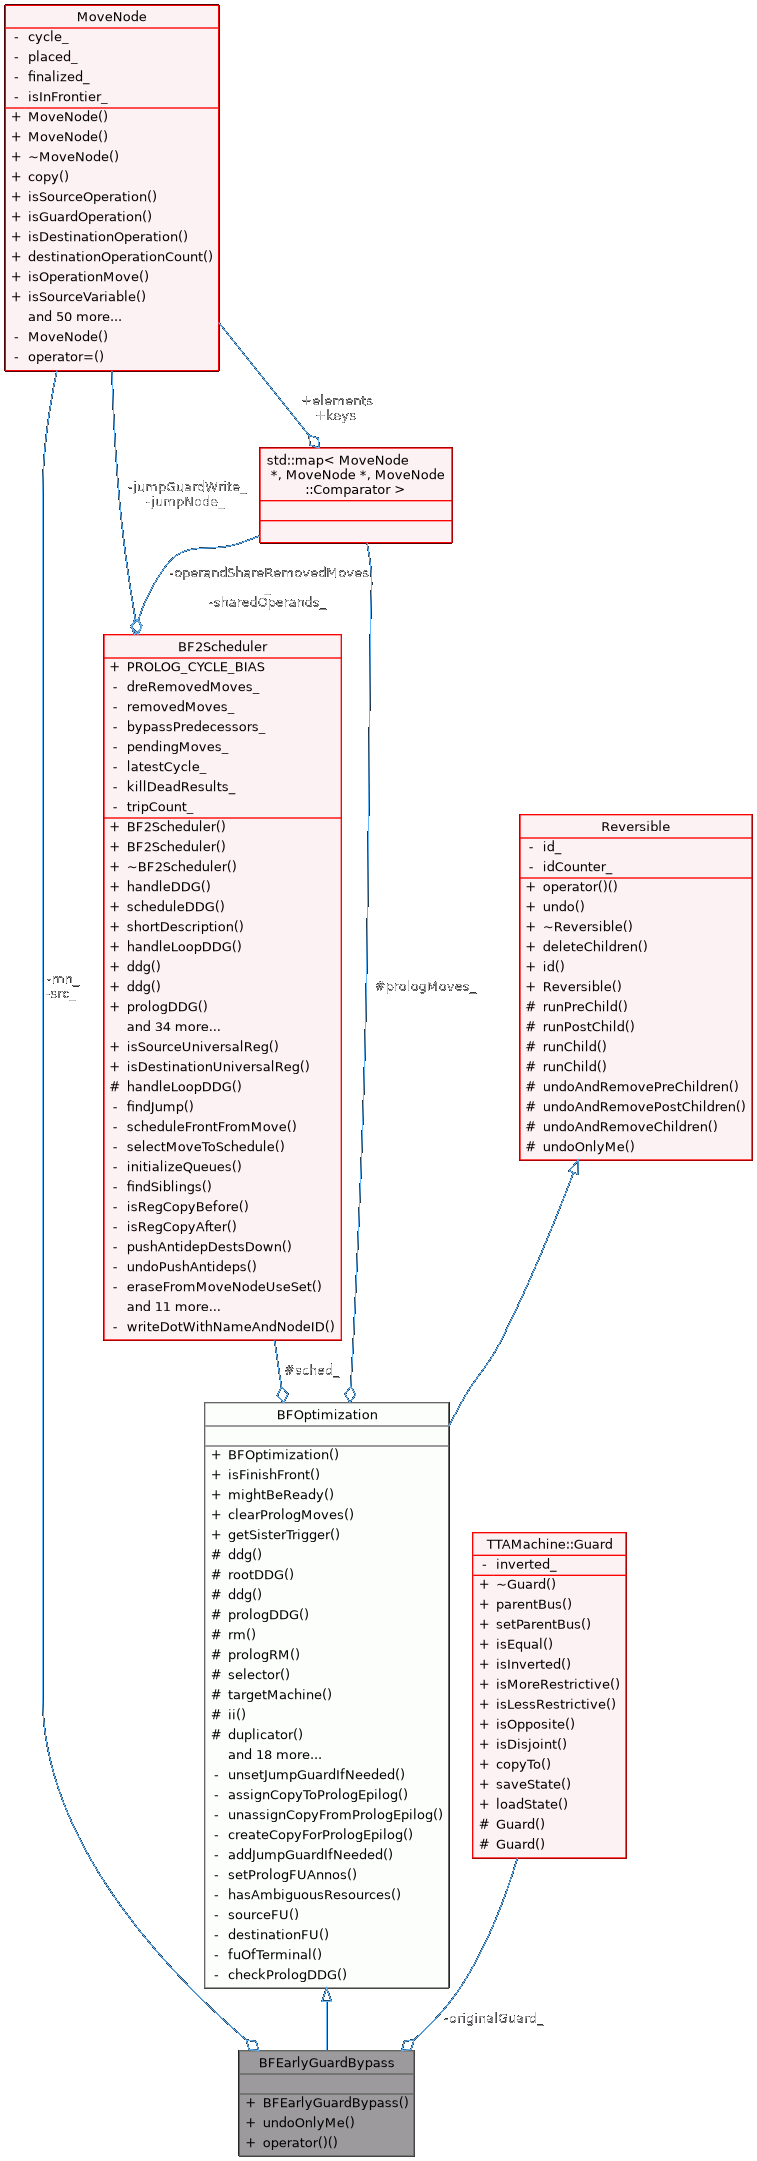 MoveNode
- cycle_
- placed_
- finalized_
- isInFrontier_
+ MoveNode()
+ MoveNode()
+ ~MoveNode()
+ copy()
+ isSourceOperation()
+ isGuardOperation()
+ isDestinationOperation()
+ destinationOperationCount()
+ isOperationMove()
+ isSourceVariable()
and 50 more...
- MoveNode()
- operator=()
+elements
+keys
std::map< MoveNode
*, MoveNode *, MoveNode
::Comparator >
-jumpGuardWrite_
-jumpNode_
-operandShareRemovedMoves
_
-sharedOperands_
BF2Scheduler
+ PROLOG_CYCLE_BIAS
- dreRemovedMoves_
- removedMoves_
- bypassPredecessors_
- pendingMoves_
- latestCycle_
- killDeadResults_
- tripCount_
+ BF2Scheduler()
+ BF2Scheduler()
+ ~BF2Scheduler()
+ handleDDG()
+ scheduleDDG()
+ shortDescription()
+ handleLoopDDG()
+ ddg()
+ ddg()
+ prologDDG()
and 34 more...
+ isSourceUniversalReg()
+ isDestinationUniversalReg()
# handleLoopDDG()
- findJump()
- scheduleFrontFromMove()
- selectMoveToSchedule()
- initializeQueues()
- findSiblings()
- isRegCopyBefore()
- isRegCopyAfter()
- pushAntidepDestsDown()
- undoPushAntideps()
- eraseFromMoveNodeUseSet()
and 11 more...
- writeDotWithNameAndNodeID()
Reversible
- id_
- idCounter_
+ operator()()
+ undo()
+ ~Reversible()
+ deleteChildren()
+ id()
+ Reversible()
# runPreChild()
# runPostChild()
# runChild()
# runChild()
# undoAndRemovePreChildren()
# undoAndRemovePostChildren()
# undoAndRemoveChildren()
# undoOnlyMe()
-mn_
-src_
#prologMoves_
#sched_
BFOptimization
+ BFOptimization()
+ isFinishFront()
+ mightBeReady()
+ clearPrologMoves()
+ getSisterTrigger()
# ddg()
# rootDDG()
# ddg()
# prologDDG()
# rm()
# prologRM()
# selector()
# targetMachine()
# ii()
# duplicator()
and 18 more...
- unsetJumpGuardIfNeeded()
- assignCopyToPrologEpilog()
- unassignCopyFromPrologEpilog()
- createCopyForPrologEpilog()
- addJumpGuardIfNeeded()
- setPrologFUAnnos()
- hasAmbiguousResources()
- sourceFU()
- destinationFU()
- fuOfTerminal()
- checkPrologDDG()
TTAMachine::Guard
- inverted_
+ ~Guard()
+ parentBus()
+ setParentBus()
+ isEqual()
+ isInverted()
+ isMoreRestrictive()
+ isLessRestrictive()
+ isOpposite()
+ isDisjoint()
+ copyTo()
+ saveState()
+ loadState()
# Guard()
# Guard()
-originalGuard_
BFEarlyGuardBypass
+ BFEarlyGuardBypass()
+ undoOnlyMe()
+ operator()()